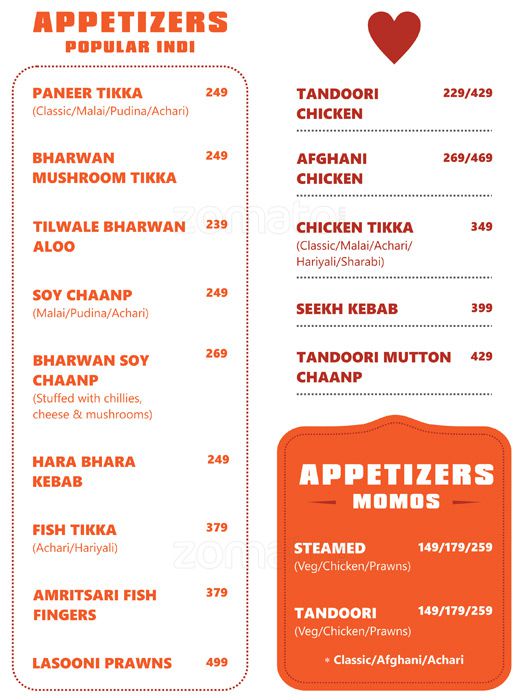 APPETIZERS
POPULAR INDI
PANEER TIKKA 249
(Classic/Malai/Pudina/Achari)
BHARWAN 249
MUSHROOM TIKKA
TILWALE BHARWAN 239
ALOO
SOY CHAANP 249
(Malai/Pudina/Achari)
BHARWAN SOY 269
CHAANP
(Stuffed with chillies,
cheese & mushrooms)
HARA BHARA 249
KEBAB
FISH TIKKA 379
(Achari/Hariyali)
AMRITSARI FISH 379
FINGERS
LASOONI PRAWNS 499
TANDOORI 229/429
CHICKEN
AFGHANI 269/469
CHICKEN
CHICKEN TIKKA 349
(Classic/Malai/Achari/
Hariyali/Sharabi)
SEEKH KEBAB 399
TANDOORI MUTTON 429
CHAANP
APPETIZERS
MOMOS
STEAMED 149/179/259
(Veg/Chicken/Prawns)
TANDOORI 149/179/259
(Veg/Chicken/Prawns)
* Classic/Afghani/Achari
zomato
zomato